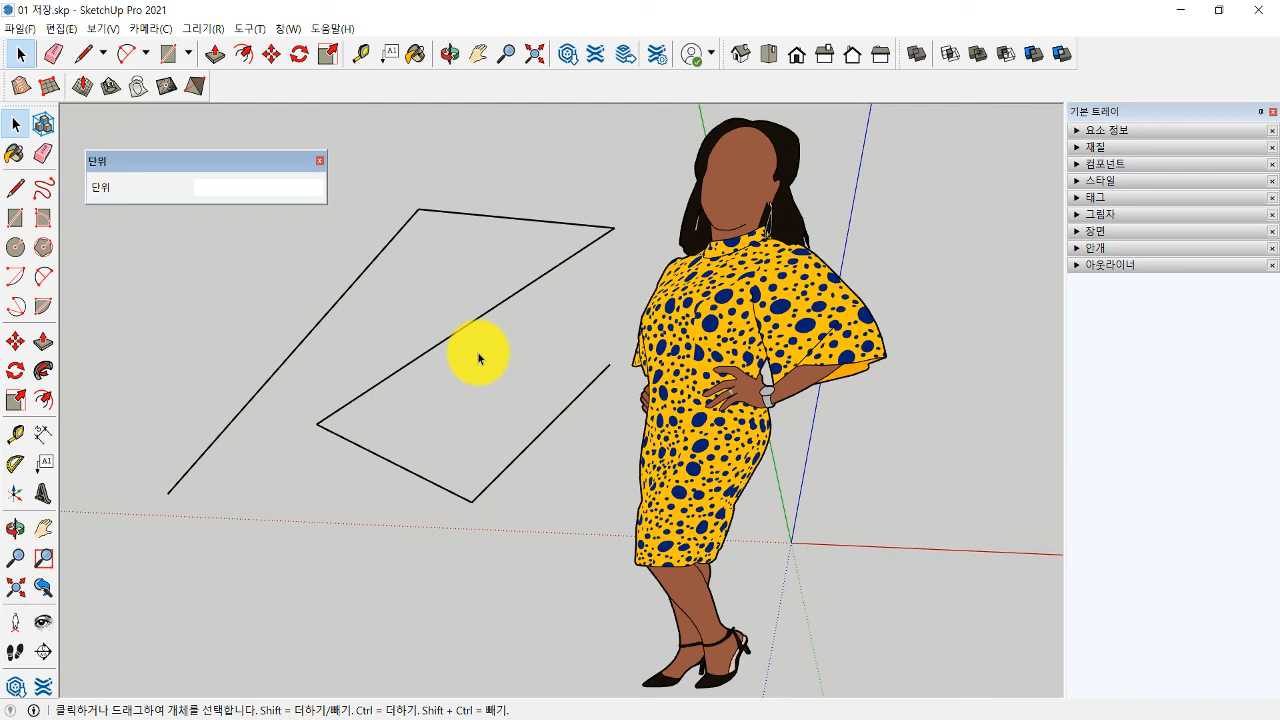 01 저장.skp - SketchUp Pro 2021
파일(F) 편집(E) 보기(V) 카메라(C) 그리기(R) 도구(T) 창(W) 도움말(H)
A1
기본 트레이
요소 정보
재질
컴포넌트
스타일
태그
그림자
장면
안개
아웃라이너
단위
단위
A1
클릭하거나 드래그하여 개체를 선택합니다. Shift = 더하기/빼기. Ctrl = 더하기. Shift + Ctrl = 빼기.